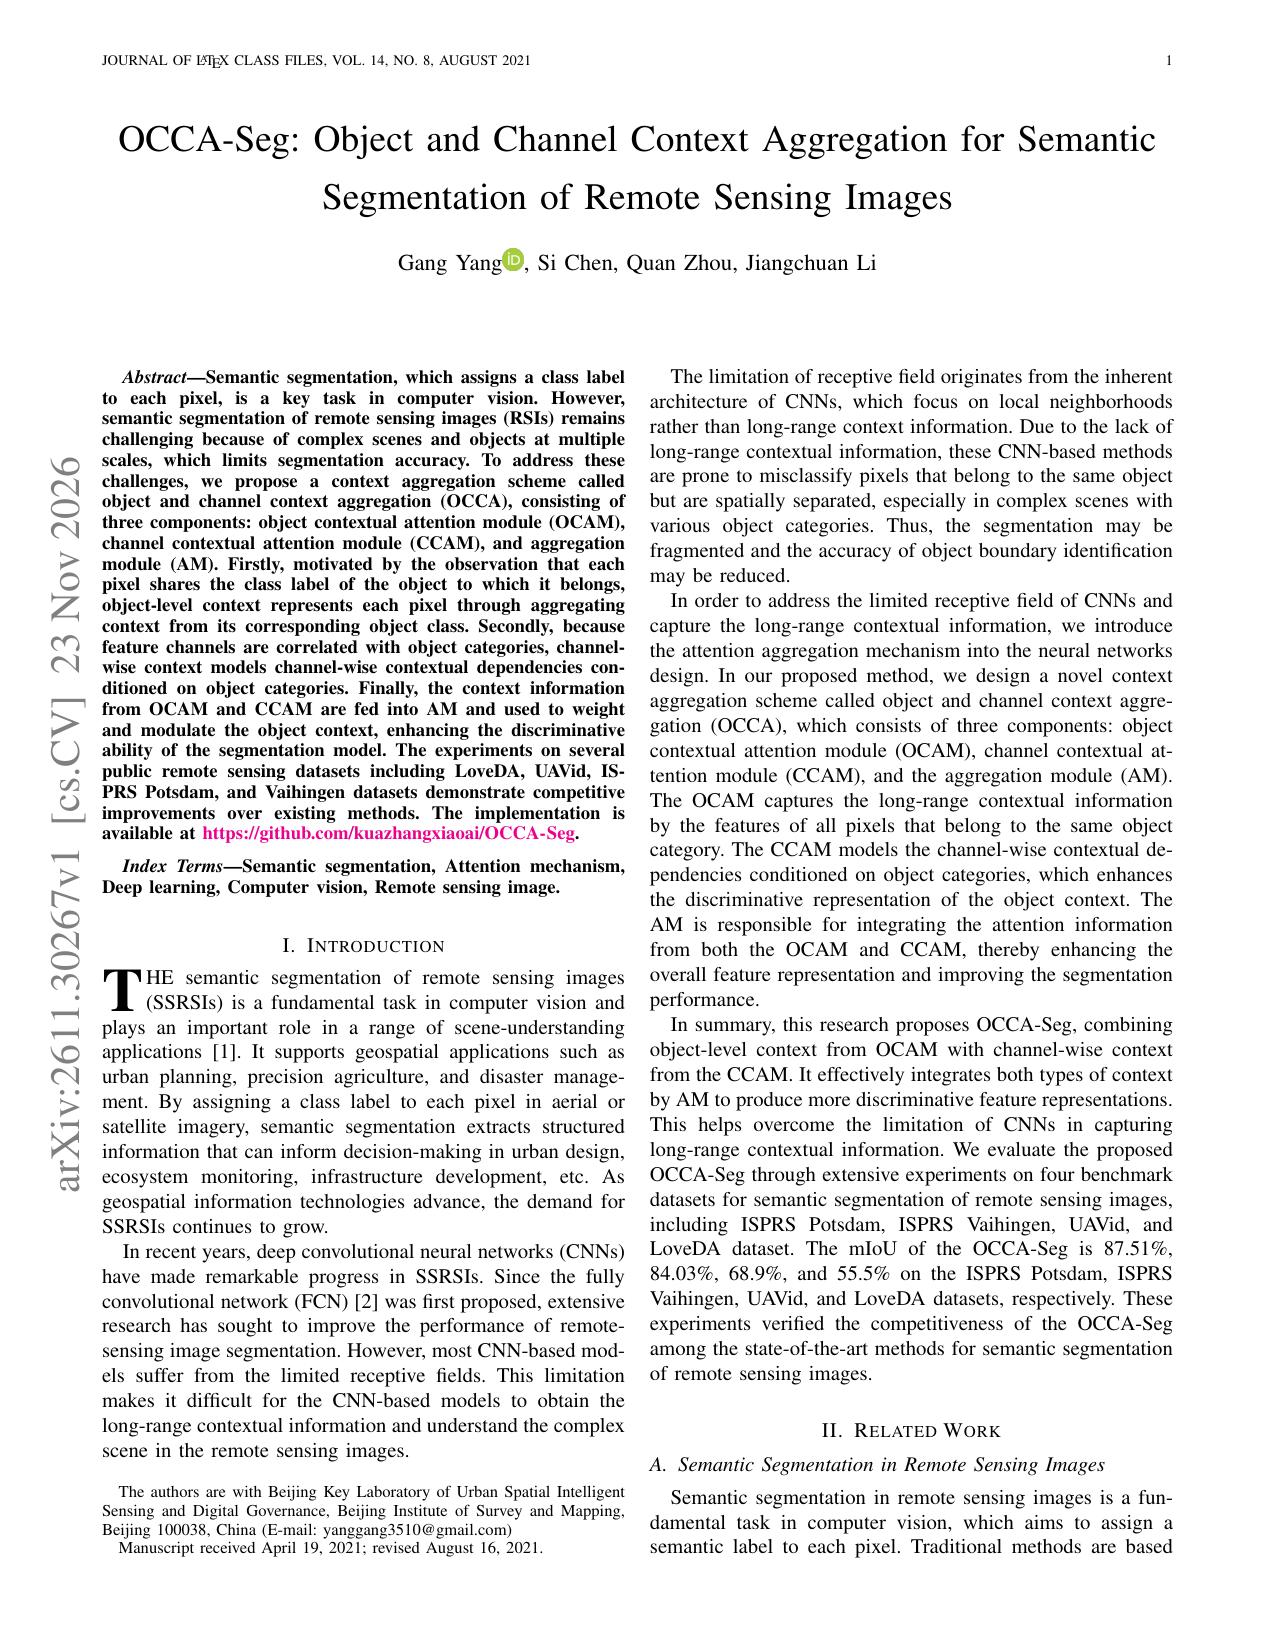 JOURNAL OF LATEX CLASS FILES, VOL. 14, NO. 8, AUGUST 2021
1
OCCA-Seg: Object and Channel Context Aggregation for Semantic
Segmentation of Remote Sensing Images
Gang Yang iD, Si Chen, Quan Zhou, Jiangchuan Li
arXiv:2611.30267v1 [cs.CV] 23 Nov 2026
Abstract—Semantic segmentation, which assigns a class label
to each pixel, is a key task in computer vision. However,
semantic segmentation of remote sensing images (RSIs) remains
challenging because of complex scenes and objects at multiple
scales, which limits segmentation accuracy. To address these
challenges, we propose a context aggregation scheme called
object and channel context aggregation (OCCA), consisting of
three components: object contextual attention module (OCAM),
channel contextual attention module (CCAM), and aggregation
module (AM). Firstly, motivated by the observation that each
pixel shares the class label of the object to which it belongs,
object-level context represents each pixel through aggregating
context from its corresponding object class. Secondly, because
feature channels are correlated with object categories, channel-
wise context models channel-wise contextual dependencies con-
ditioned on object categories. Finally, the context information
from OCAM and CCAM are fed into AM and used to weight
and modulate the object context, enhancing the discriminative
ability of the segmentation model. The experiments on several
public remote sensing datasets including LoveDA, UAVid, IS-
PRS Potsdam, and Vaihingen datasets demonstrate competitive
improvements over existing methods. The implementation is
available at https://github.com/kuazhangxiaoai/OCCA-Seg.
Index Terms—Semantic segmentation, Attention mechanism,
Deep learning, Computer vision, Remote sensing image.
I. INTRODUCTION
THE semantic segmentation of remote sensing images
(SSRSIs) is a fundamental task in computer vision and
plays an important role in a range of scene-understanding
applications [1]. It supports geospatial applications such as
urban planning, precision agriculture, and disaster manage-
ment. By assigning a class label to each pixel in aerial or
satellite imagery, semantic segmentation extracts structured
information that can inform decision-making in urban design,
ecosystem monitoring, infrastructure development, etc. As
geospatial information technologies advance, the demand for
SSRSIs continues to grow.
In recent years, deep convolutional neural networks (CNNs)
have made remarkable progress in SSRSIs. Since the fully
convolutional network (FCN) [2] was first proposed, extensive
research has sought to improve the performance of remote-
sensing image segmentation. However, most CNN-based mod-
els suffer from the limited receptive fields. This limitation
makes it difficult for the CNN-based models to obtain the
long-range contextual information and understand the complex
scene in the remote sensing images.
The authors are with Beijing Key Laboratory of Urban Spatial Intelligent
Sensing and Digital Governance, Beijing Institute of Survey and Mapping,
Beijing 100038, China (E-mail: yanggang3510@gmail.com)
Manuscript received April 19, 2021; revised August 16, 2021.
The limitation of receptive field originates from the inherent
architecture of CNNs, which focus on local neighborhoods
rather than long-range context information. Due to the lack of
long-range contextual information, these CNN-based methods
are prone to misclassify pixels that belong to the same object
but are spatially separated, especially in complex scenes with
various object categories. Thus, the segmentation may be
fragmented and the accuracy of object boundary identification
may be reduced.
In order to address the limited receptive field of CNNs and
capture the long-range contextual information, we introduce
the attention aggregation mechanism into the neural networks
design. In our proposed method, we design a novel context
aggregation scheme called object and channel context aggre-
gation (OCCA), which consists of three components: object
contextual attention module (OCAM), channel contextual at-
tention module (CCAM), and the aggregation module (AM).
The OCAM captures the long-range contextual information
by the features of all pixels that belong to the same object
category. The CCAM models the channel-wise contextual de-
pendencies conditioned on object categories, which enhances
the discriminative representation of the object context. The
AM is responsible for integrating the attention information
from both the OCAM and CCAM, thereby enhancing the
overall feature representation and improving the segmentation
performance.
In summary, this research proposes OCCA-Seg, combining
object-level context from OCAM with channel-wise context
from the CCAM. It effectively integrates both types of context
by AM to produce more discriminative feature representations.
This helps overcome the limitation of CNNs in capturing
long-range contextual information. We evaluate the proposed
OCCA-Seg through extensive experiments on four benchmark
datasets for semantic segmentation of remote sensing images,
including ISPRS Potsdam, ISPRS Vaihingen, UAVid, and
LoveDA dataset. The mIoU of the OCCA-Seg is 87.51%,
84.03%, 68.9%, and 55.5% on the ISPRS Potsdam, ISPRS
Vaihingen, UAVid, and LoveDA datasets, respectively. These
experiments verified the competitiveness of the OCCA-Seg
among the state-of-the-art methods for semantic segmentation
of remote sensing images.
II. RELATED WORK
A. Semantic Segmentation in Remote Sensing Images
Semantic segmentation in remote sensing images is a fun-
damental task in computer vision, which aims to assign a
semantic label to each pixel. Traditional methods are based